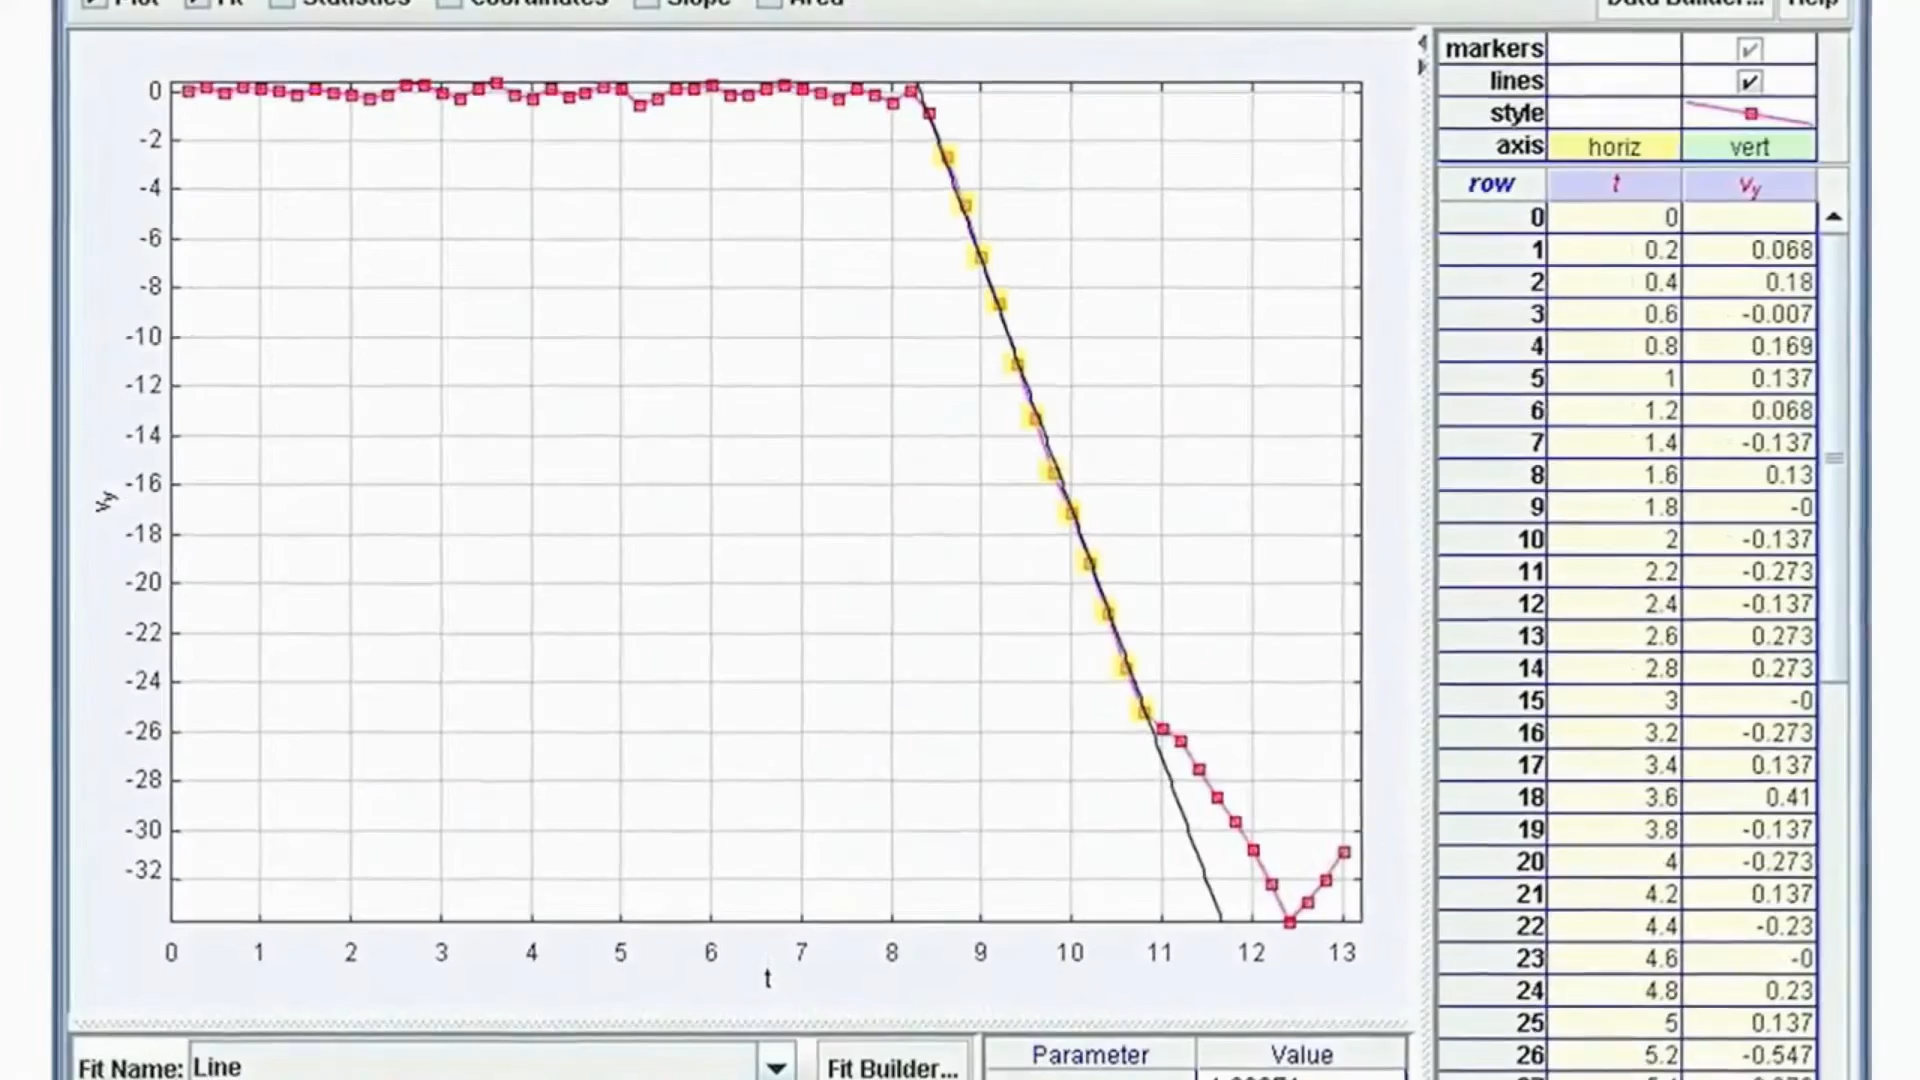 Plot Fit Statistics Coordinates Slope Area Data Builder... Help
markers
lines
style
axis horiz vert
row t vy
0 0
1 0.2 0.068
2 0.4 0.18
3 0.6 -0.007
4 0.8 0.169
5 1 0.137
6 1.2 0.068
7 1.4 -0.137
8 1.6 0.13
9 1.8 -0
10 2 -0.137
11 2.2 -0.273
12 2.4 -0.137
13 2.6 0.273
14 2.8 0.273
15 3 -0
16 3.2 -0.273
17 3.4 0.137
18 3.6 0.41
19 3.8 -0.137
20 4 -0.273
21 4.2 0.137
22 4.4 -0.23
23 4.6 -0
24 4.8 0.23
25 5 0.137
26 5.2 -0.547
0
-2
-4
-6
-8
-10
-12
-14
-16
-18
-20
-22
-24
-26
-28
-30
-32
vy
0 1 2 3 4 5 6 7 8 9 10 11 12 13
t
Fit Name: Line Fit Builder... Parameter Value